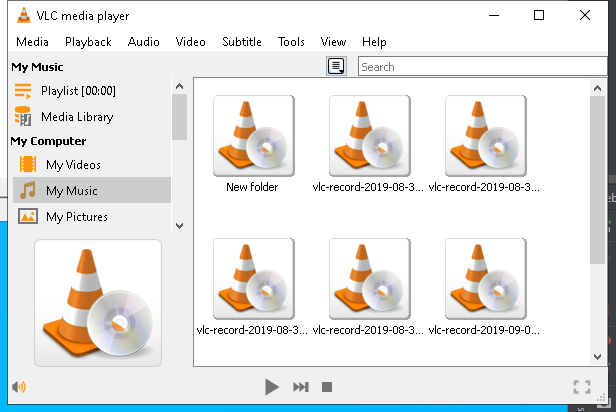 VLC media player
Media Playback Audio Video Subtitle Tools View Help
My Music
Search
Playlist [00:00]
Media Library
My Computer
My Videos
My Music
My Pictures
New folder
vlc-record-2019-08-3...
vlc-record-2019-08-3...
vlc-record-2019-08-3...
vlc-record-2019-08-3...
vlc-record-2019-09-0...